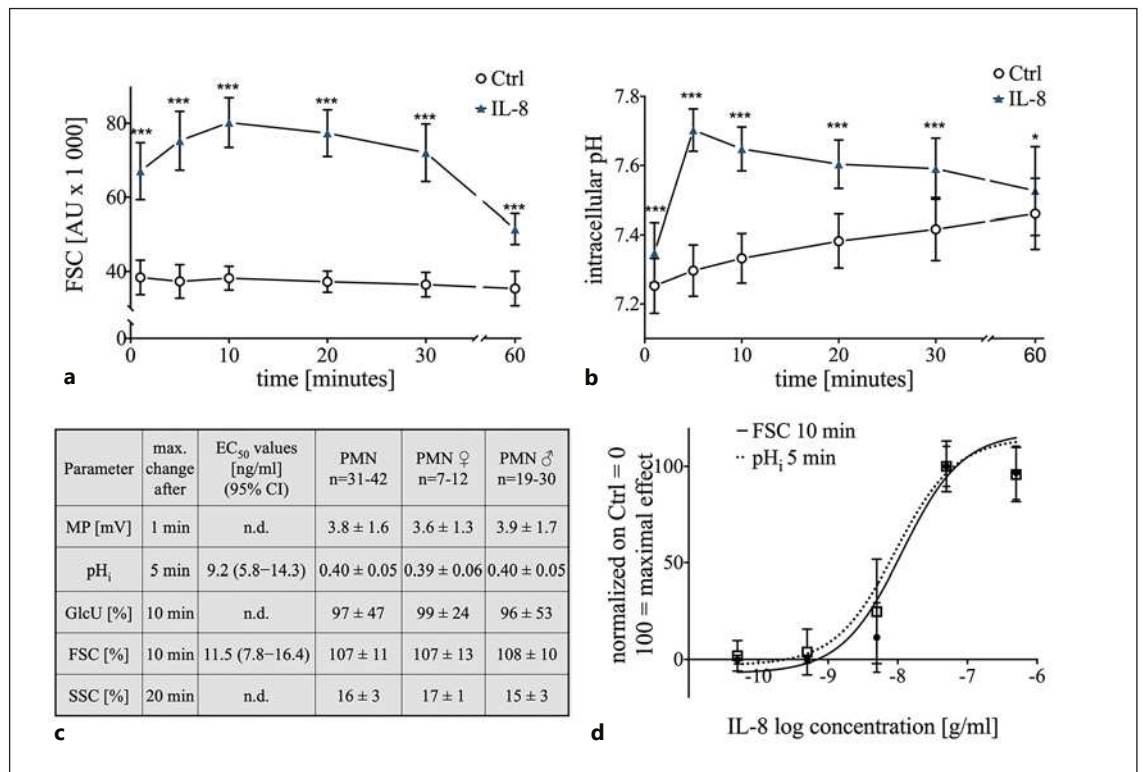 Ctrl
IL-8
*** *** *** *** *** ***
FSC [AU x 1 000]
80
60
40
0
0 10 20 30 60
time [minutes]
a
Ctrl
IL-8
*** *** *** *** *** *
intracellular pH
7.8
7.6
7.4
7.2
0 10 20 30 60
time [minutes]
b
Parameter | max. change after | EC50 values [ng/ml] (95% CI) | PMN n=31-42 | PMN ♀ n=7-12 | PMN ♂ n=19-30
MP [mV] | 1 min | n.d. | 3.8 ± 1.6 | 3.6 ± 1.3 | 3.9 ± 1.7
pHi | 5 min | 9.2 (5.8–14.3) | 0.40 ± 0.05 | 0.39 ± 0.06 | 0.40 ± 0.05
GlcU [%] | 10 min | n.d. | 97 ± 47 | 99 ± 24 | 96 ± 53
FSC [%] | 10 min | 11.5 (7.8–16.4) | 107 ± 11 | 107 ± 13 | 108 ± 10
SSC [%] | 20 min | n.d. | 16 ± 3 | 17 ± 1 | 15 ± 3
c
FSC 10 min
pHi 5 min
normalized on Ctrl = 0
100 = maximal effect
100
50
0
-10 -9 -8 -7 -6
IL-8 log concentration [g/ml]
d